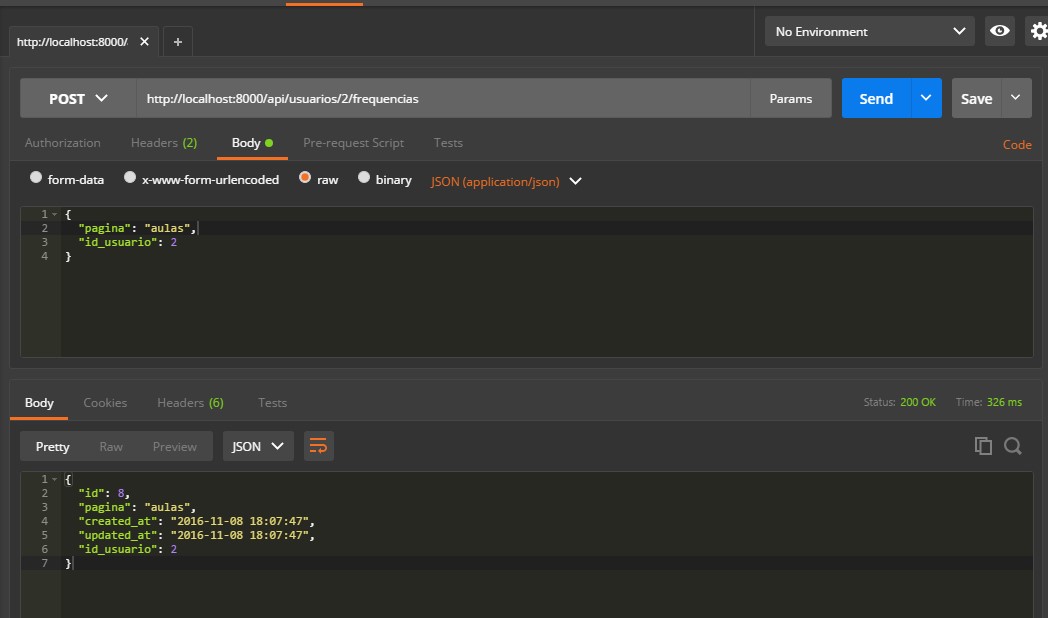 http://localhost:8000/
No Environment
POST http://localhost:8000/api/usuarios/2/frequencias Params Send Save
Authorization Headers (2) Body Pre-request Script Tests Code
form-data x-www-form-urlencoded raw binary JSON (application/json)
1 {
2 "pagina": "aulas",
3 "id_usuario": 2
4 }
Body Cookies Headers (6) Tests Status: 200 OK Time: 326 ms
Pretty Raw Preview JSON
1 {
2 "id": 8,
3 "pagina": "aulas",
4 "created_at": "2016-11-08 18:07:47",
5 "updated_at": "2016-11-08 18:07:47",
6 "id_usuario": 2
7 }